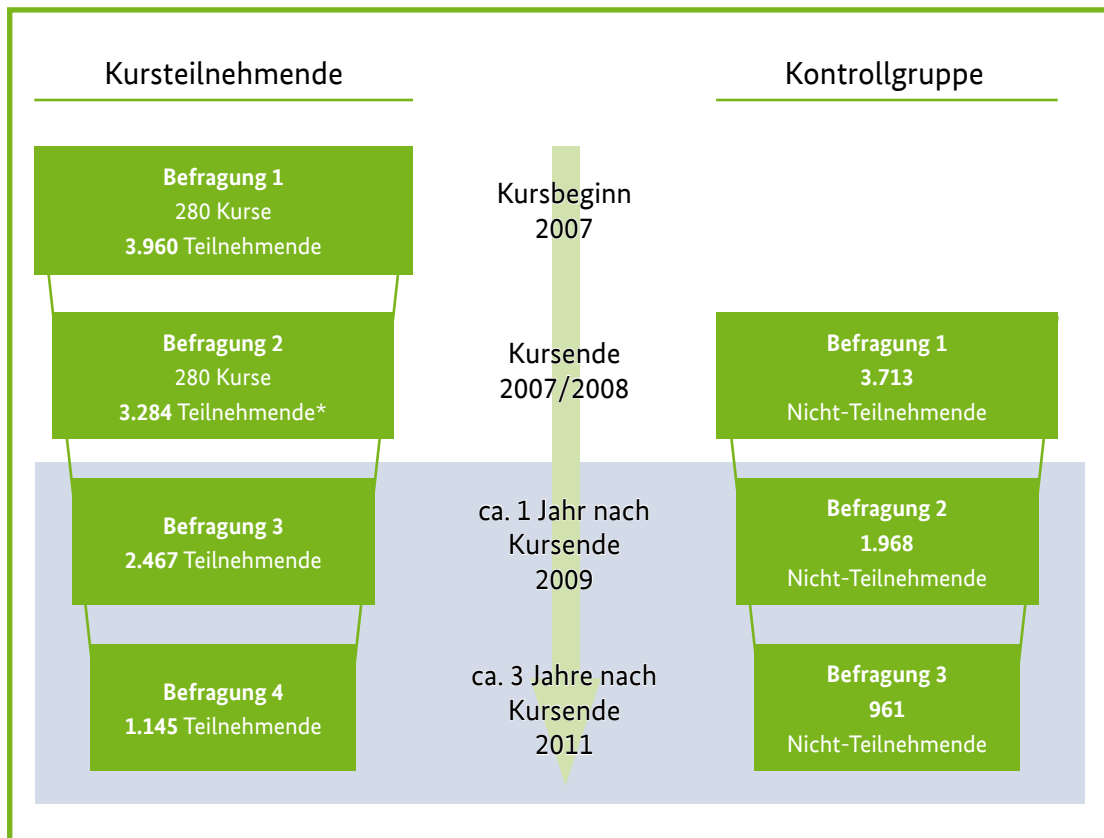 Kursteilnehmende
Kontrollgruppe
Befragung 1
280 Kurse
3.960 Teilnehmende
Kursbeginn
2007
Befragung 2
280 Kurse
3.284 Teilnehmende*
Kursende
2007/2008
Befragung 1
3.713
Nicht-Teilnehmende
Befragung 3
2.467 Teilnehmende
ca. 1 Jahr nach
Kursende
2009
Befragung 2
1.968
Nicht-Teilnehmende
Befragung 4
1.145 Teilnehmende
ca. 3 Jahre nach
Kursende
2011
Befragung 3
961
Nicht-Teilnehmende